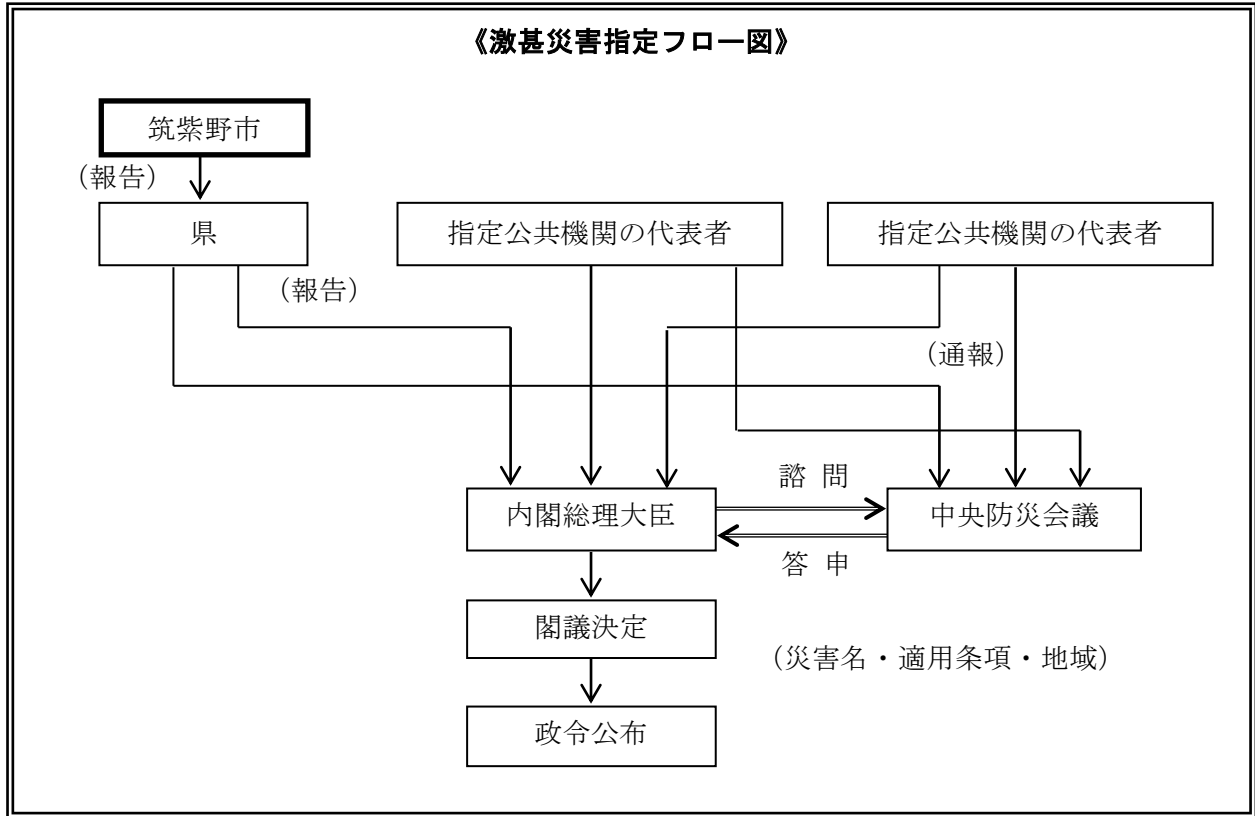 《激甚災害指定フロー図》
筑紫野市
（報告）
県
指定公共機関の代表者
指定公共機関の代表者
（報告）
（通報）
諮 問
内閣総理大臣
中央防災会議
答 申
閣議決定
（災害名・適用条項・地域）
政令公布